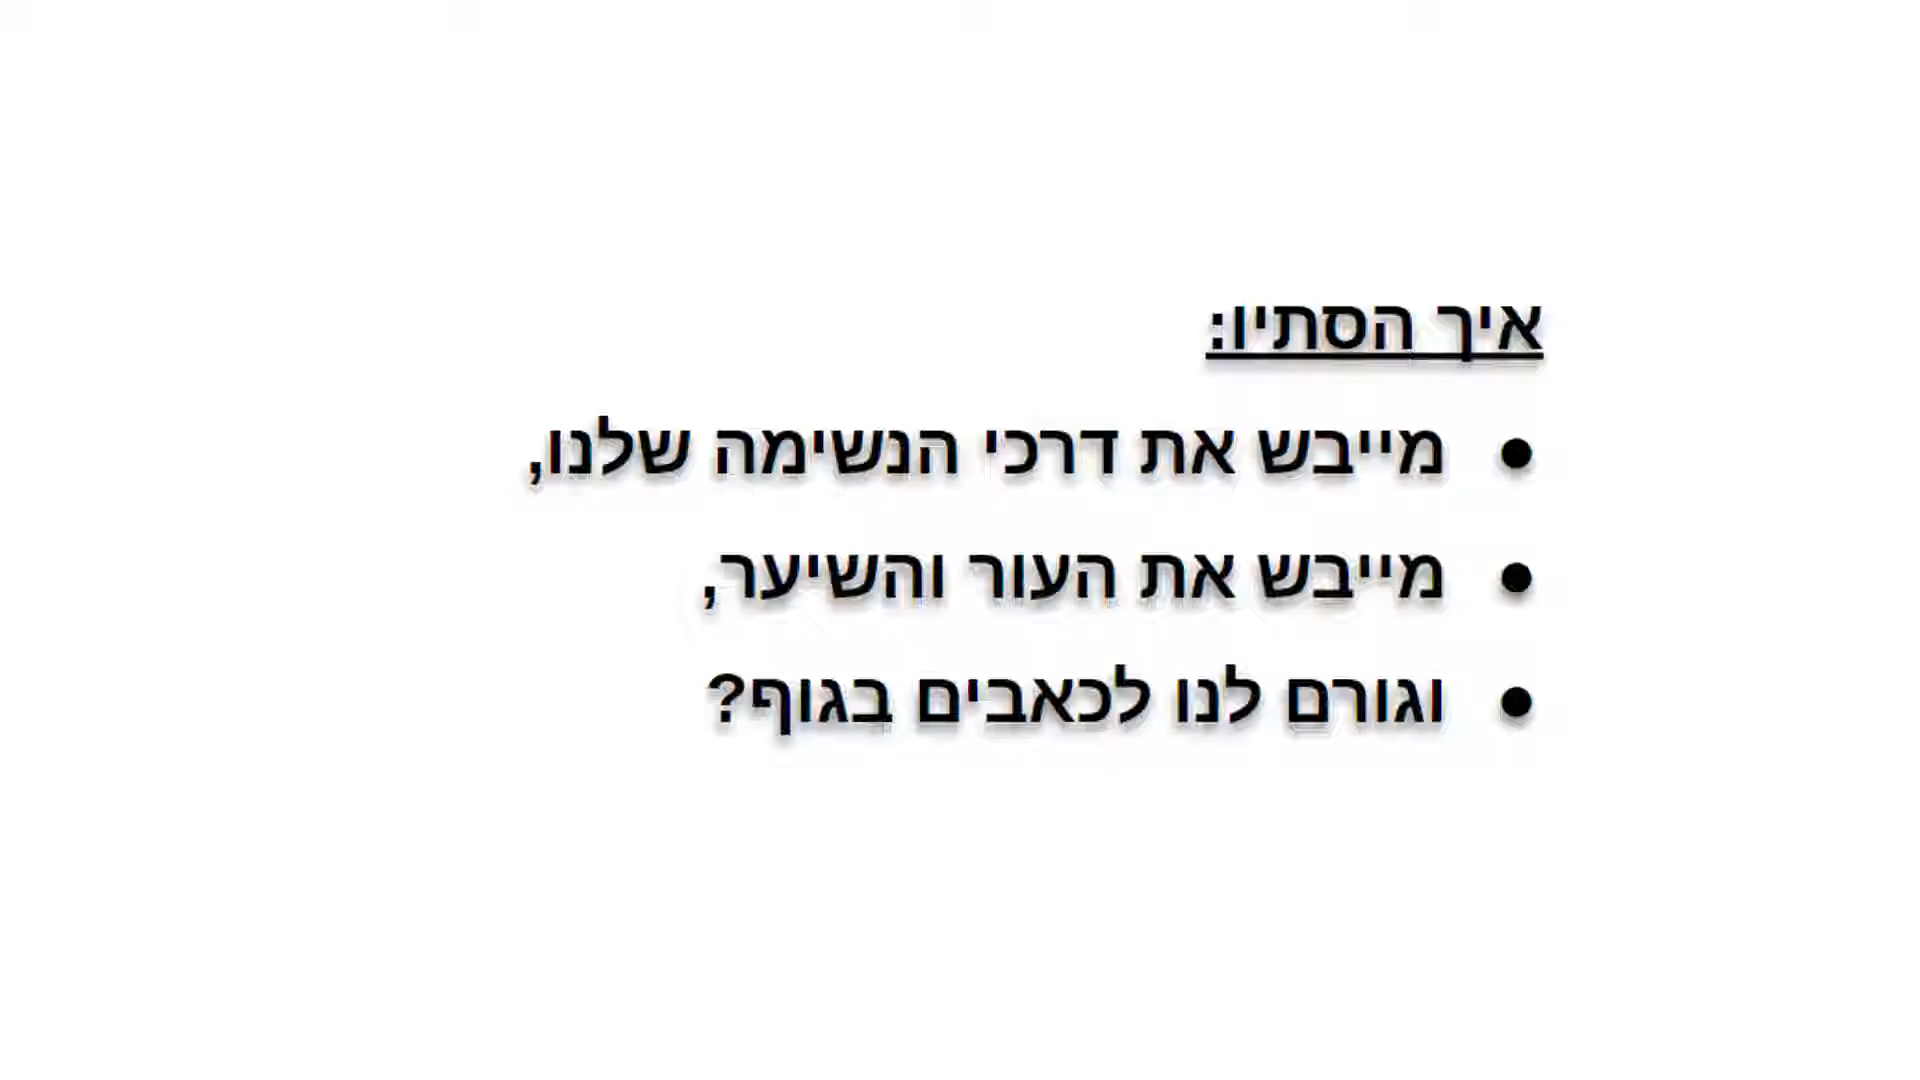 איך הסתיו:
● מייבש את דרכי הנשימה שלנו,
● מייבש את העור והשיער,
● וגורם לנו לכאבים בגוף?